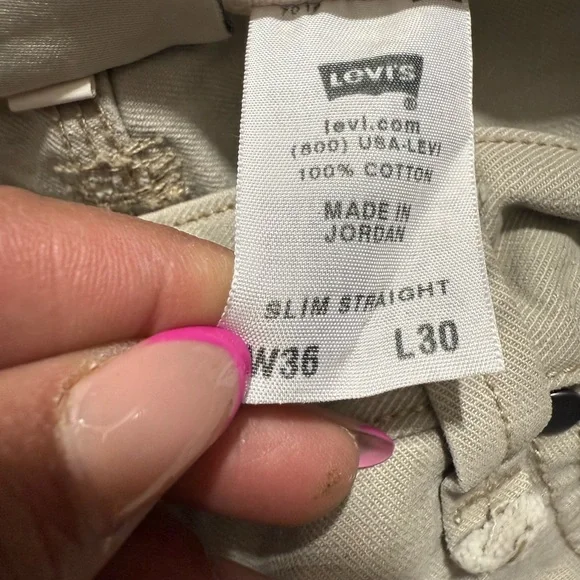 LEVI'S
®
levi.com
(800) USA-LEVI
100% COTTON
MADE IN
JORDAN
SLIM STRAIGHT
W36 L30